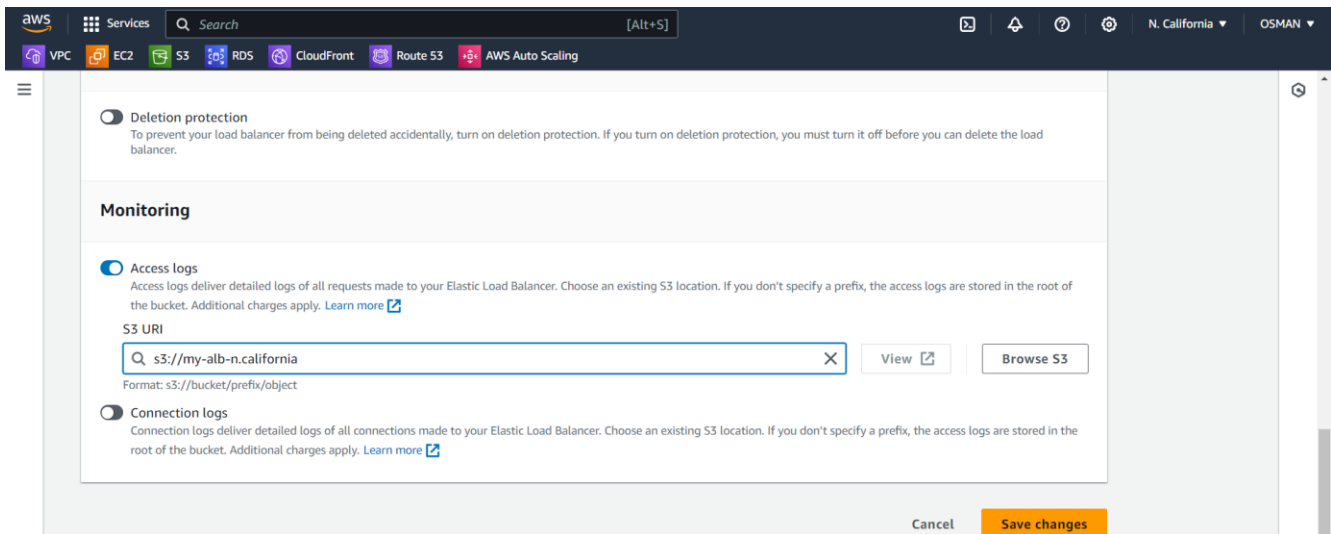 aws Services Search [Alt+S] N. California ▼ OSMAN ▼
VPC EC2 S3 RDS CloudFront Route 53 AWS Auto Scaling
Deletion protection
To prevent your load balancer from being deleted accidentally, turn on deletion protection. If you turn on deletion protection, you must turn it off before you can delete the load
balancer.
Monitoring
Access logs
Access logs deliver detailed logs of all requests made to your Elastic Load Balancer. Choose an existing S3 location. If you don't specify a prefix, the access logs are stored in the root of
the bucket. Additional charges apply. Learn more
S3 URI
s3://my-alb-n.california View Browse S3
Format: s3://bucket/prefix/object
Connection logs
Connection logs deliver detailed logs of all connections made to your Elastic Load Balancer. Choose an existing S3 location. If you don't specify a prefix, the access logs are stored in the
root of the bucket. Additional charges apply. Learn more
Cancel Save changes